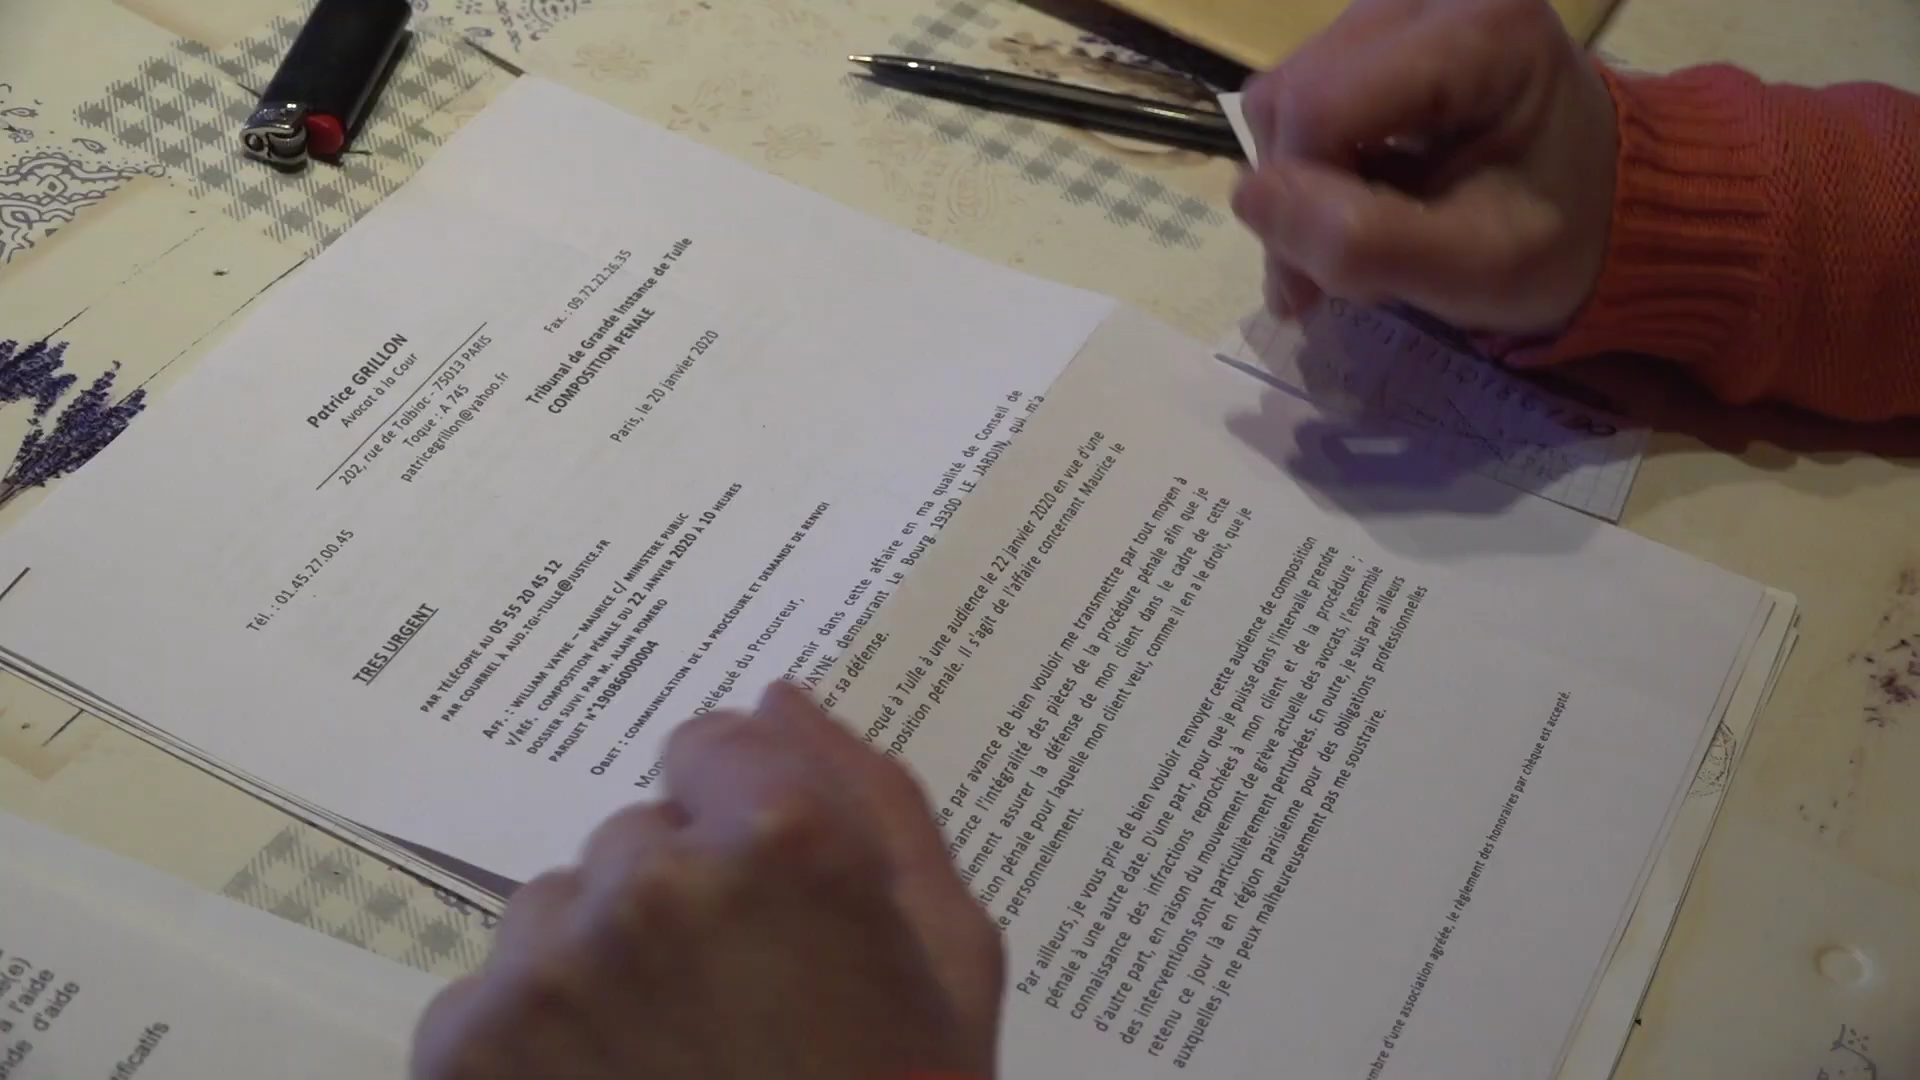 Patrice GRILLON
Avocat à la Cour
202, rue de Tolbiac - 75013 PARIS
Toque : A 745
patricegrillon@yahoo.fr
Tél. : 01.45.27.00.45
Fax. : 09.72.22.26.35
Tribunal de Grande Instance de Tulle
COMPOSITION PENALE
Paris, le 20 janvier 2020
TRES URGENT
PAR TÉLÉCOPIE AU 05 55 20 45 12
PAR COURRIEL À AUD.TGI-TULLE@JUSTICE.FR
AFF. : WILLIAM VAYNE – MAURICE C/ MINISTERE PUBLIC
V/RÉF. COMPOSITION PÉNALE DU 22 JANVIER 2020 À 10 HEURES
DOSSIER SUIVI PAR M. ALAIN ROMERO
PARQUET N°19086000004
OBJET : COMMUNICATION DE LA PROCÉDURE ET DEMANDE DE RENVOI
Délégué du Procureur,
dans cette affaire en ma qualité de Conseil de
VAYNE demeurant Le Bourg 19300 LE JARDIN, qui m'a
sa défense.
à Tulle à une audience le 22 janvier 2020 en vue d'une
pénale. Il s'agit de l'affaire concernant Maurice le
par avance de bien vouloir me transmettre par tout moyen à
l'intégralité des pièces de la procédure pénale afin que je
assurer la défense de mon client dans le cadre de cette
pénale pour laquelle mon client veut, comme il en a le droit, que je
personnellement.
Par ailleurs, je vous prie de bien vouloir renvoyer cette audience de composition
pénale à une autre date. D'une part, pour que je puisse dans l'intervalle prendre
connaissance des infractions reprochées à mon client et de la procédure ;
d'autre part, en raison du mouvement de grève actuelle des avocats, l'ensemble
des interventions sont particulièrement perturbées. En outre, je suis par ailleurs
retenu ce jour là en région parisienne pour des obligations professionnelles
auxquelles je ne peux malheureusement pas me soustraire.
d'une association agréée, le règlement des honoraires par chèque est accepté.
à l'aide
d'aide